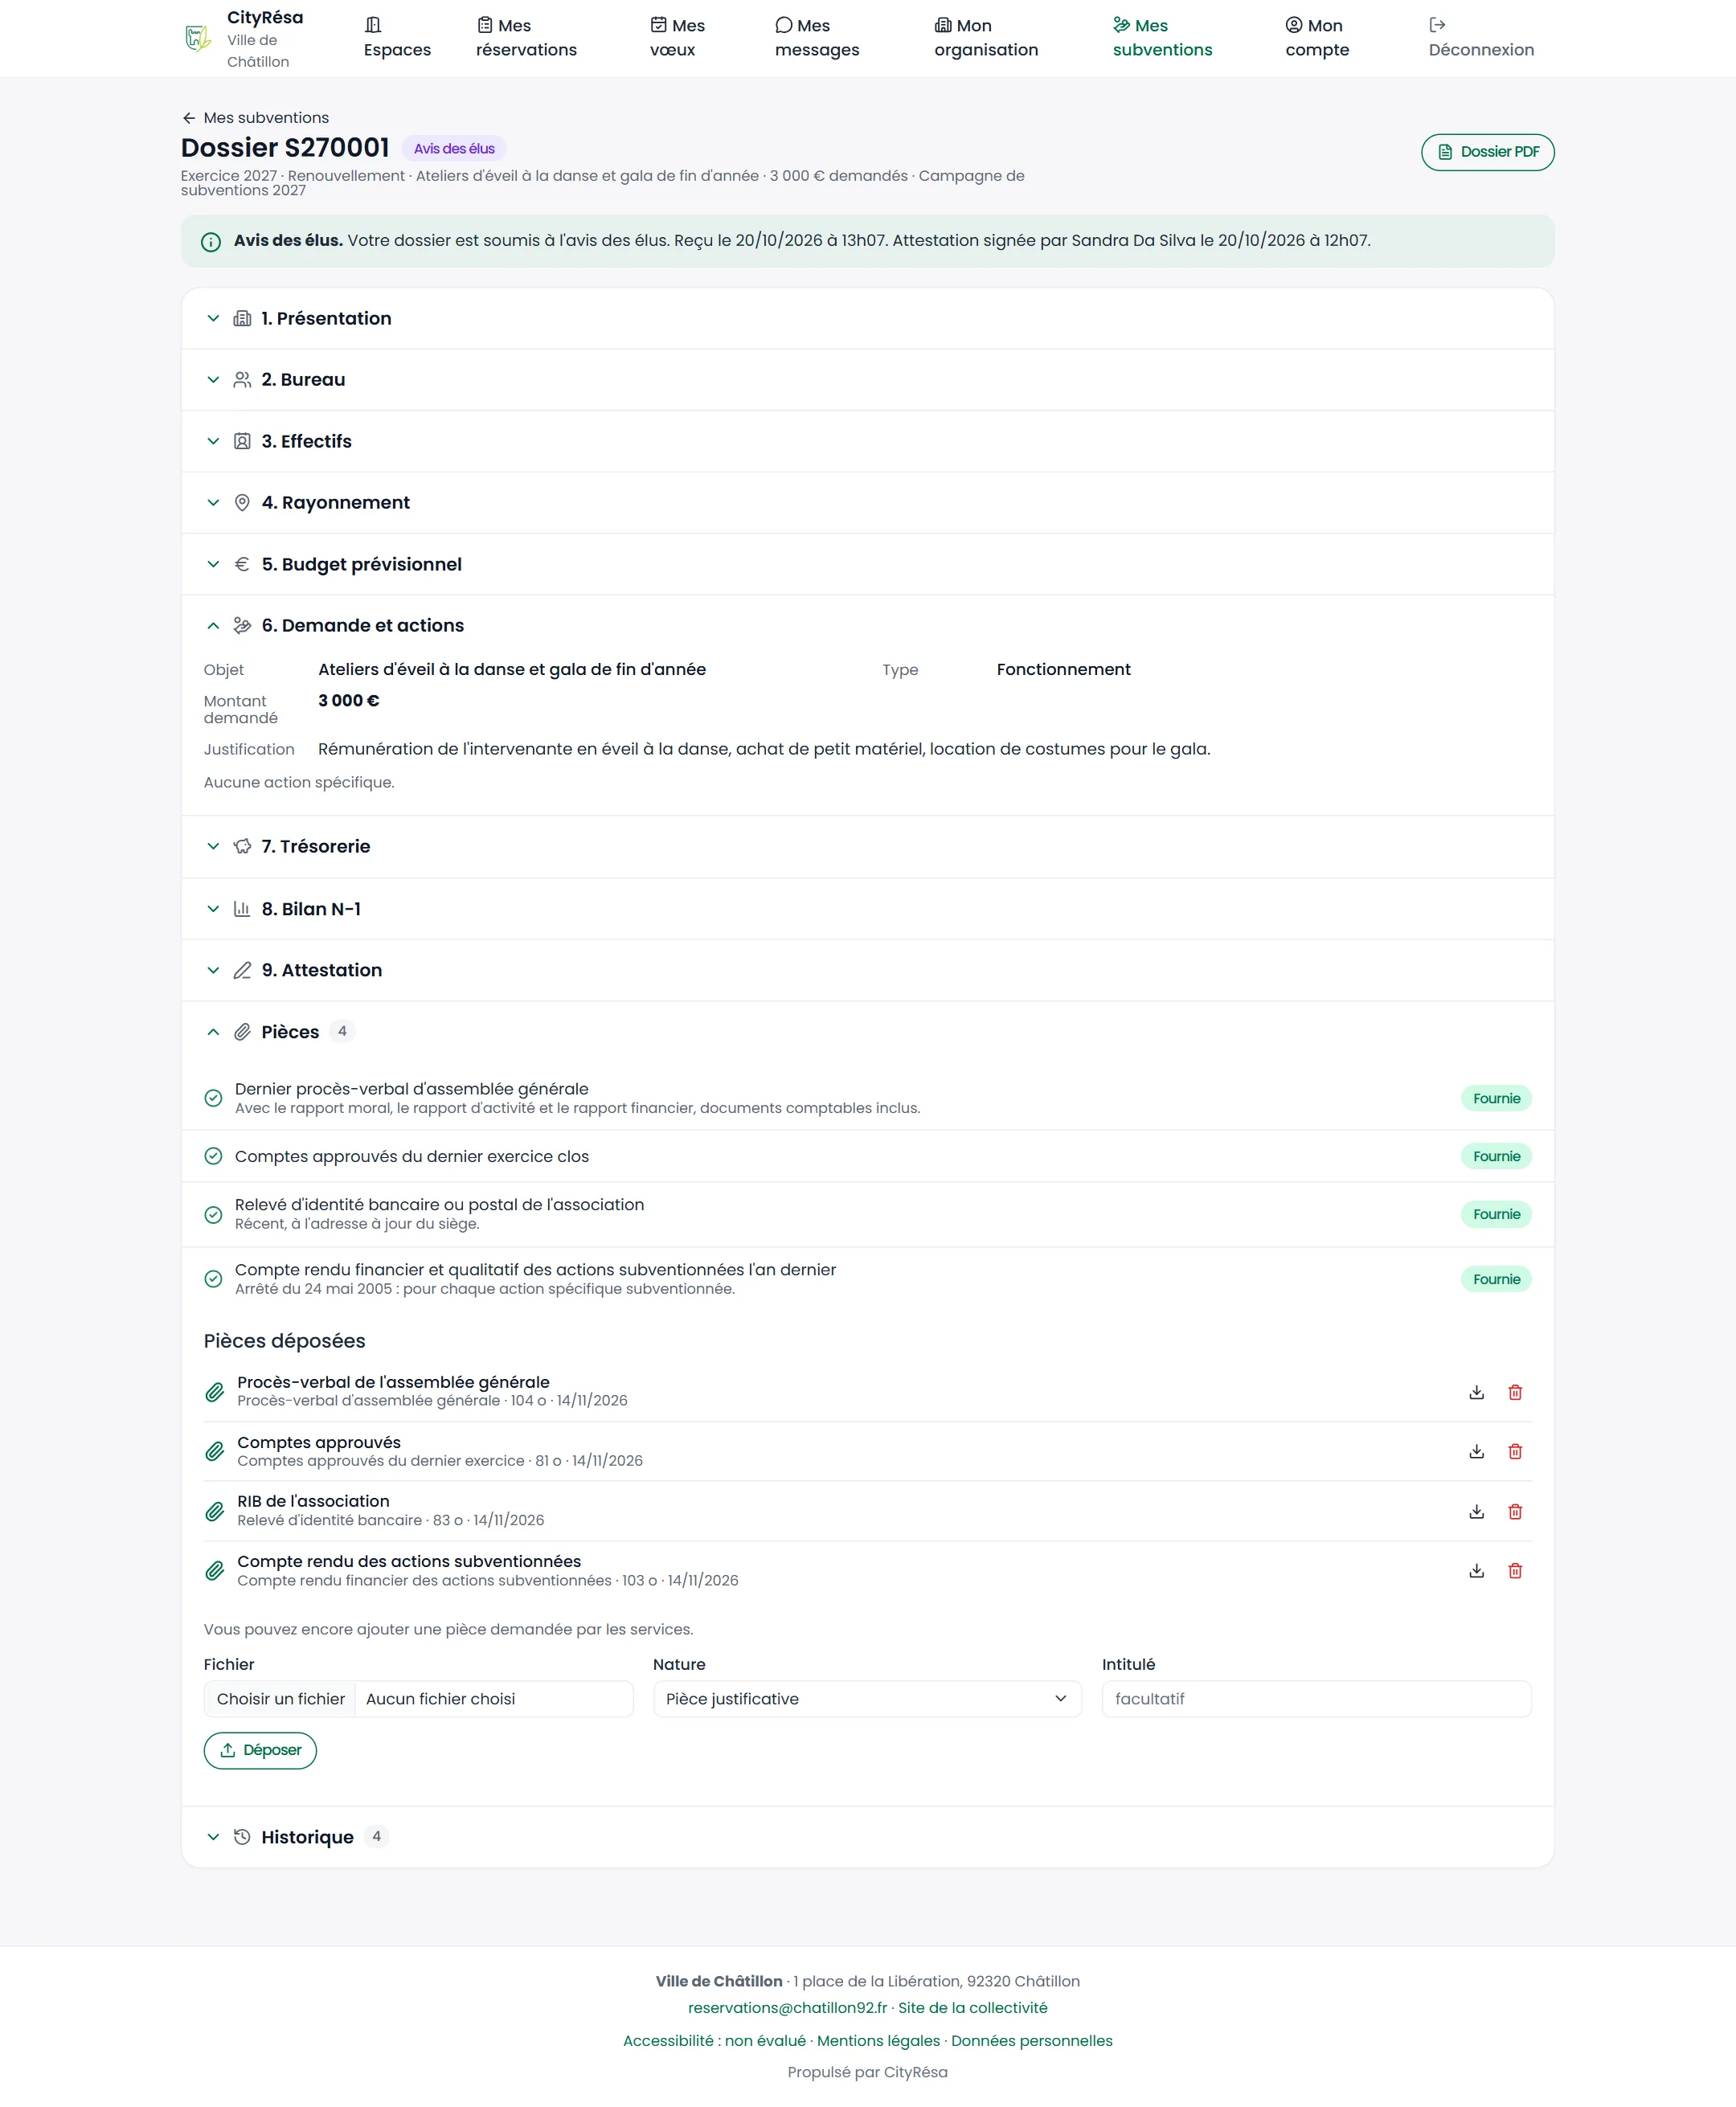 CityRésa
Ville de
Châtillon
Espaces
Mes
réservations
Mes
vœux
Mes
messages
Mon
organisation
Mes
subventions
Mon
compte
Déconnexion
Mes subventions
Dossier S270001
Avis des élus
Dossier PDF
Exercice 2027 · Renouvellement · Ateliers d'éveil à la danse et gala de fin d'année · 3 000 € demandés · Campagne de
subventions 2027
Avis des élus. Votre dossier est soumis à l'avis des élus. Reçu le 20/10/2026 à 13h07. Attestation signée par Sandra Da Silva le 20/10/2026 à 12h07.
1. Présentation
2. Bureau
3. Effectifs
4. Rayonnement
5. Budget prévisionnel
6. Demande et actions
Objet Ateliers d'éveil à la danse et gala de fin d'année Type Fonctionnement
Montant
demandé
3 000 €
Justification Rémunération de l'intervenante en éveil à la danse, achat de petit matériel, location de costumes pour le gala.
Aucune action spécifique.
7. Trésorerie
8. Bilan N-1
9. Attestation
Pièces 4
Dernier procès-verbal d'assemblée générale
Avec le rapport moral, le rapport d'activité et le rapport financier, documents comptables inclus.
Fournie
Comptes approuvés du dernier exercice clos
Fournie
Relevé d'identité bancaire ou postal de l'association
Récent, à l'adresse à jour du siège.
Fournie
Compte rendu financier et qualitatif des actions subventionnées l'an dernier
Arrêté du 24 mai 2005 : pour chaque action spécifique subventionnée.
Fournie
Pièces déposées
Procès-verbal de l'assemblée générale
Procès-verbal d'assemblée générale · 104 o · 14/11/2026
Comptes approuvés
Comptes approuvés du dernier exercice · 81 o · 14/11/2026
RIB de l'association
Relevé d'identité bancaire · 83 o · 14/11/2026
Compte rendu des actions subventionnées
Compte rendu financier des actions subventionnées · 103 o · 14/11/2026
Vous pouvez encore ajouter une pièce demandée par les services.
Fichier Nature Intitulé
Choisir un fichier Aucun fichier choisi Pièce justificative facultatif
Déposer
Historique 4
Ville de Châtillon · 1 place de la Libération, 92320 Châtillon
reservations@chatillon92.fr · Site de la collectivité
Accessibilité : non évalué · Mentions légales · Données personnelles
Propulsé par CityRésa